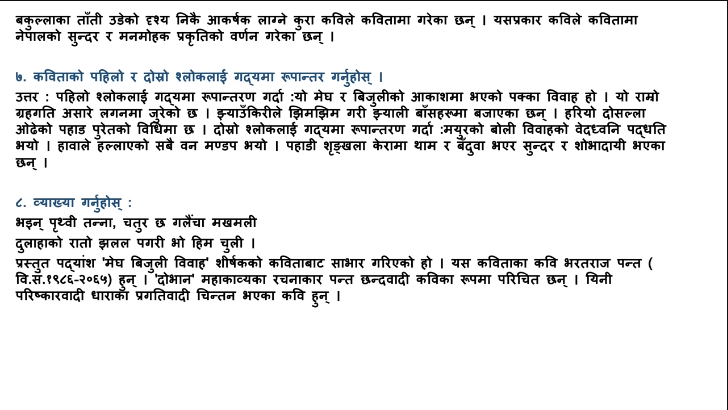 बकुल्लाका ताँती उडेको दृश्य निकै आकर्षक लाग्ने कुरा कविले कवितामा गरेका छन् । यसप्रकार कविले कवितामा
नेपालको सुन्दर र मनमोहक प्रकृतिको वर्णन गरेका छन् ।
७. कविताको पहिलो र दोस्रो श्लोकलाई गद्यमा रूपान्तर गर्नुहोस् ।
उत्तर : पहिलो श्लोकलाई गद्यमा रूपान्तरण गर्दा :यो मेघ र बिजुलीको आकाशमा भएको पक्का विवाह हो । यो राम्रो
ग्रहगति असारे लगनमा जुरेको छ । झ्याउँकिरीले झिमझिम गरी झ्याली बाँसहरूमा बजाएका छन् । हरियो दोसल्ला
ओढेको पहाड पुरेतको विधिमा छ । दोस्रो श्लोकलाई गद्यमा रूपान्तरण गर्दा :मयुरको बोली विवाहको वेदध्वनि पद्धति
भयो । हावाले हल्लाएको सबै वन मण्डप भयो । पहाडी शृङ्खला केरामा थाम र बँदुवा भएर सुन्दर र शोभादायी भएका
छन् ।
८. व्याख्या गर्नुहोस् :
भइन् पृथ्वी तन्ना, चतुर छ गलैंचा मखमली
दुलाहाको रातो झलल पगरी भो हिम चुली ।
प्रस्तुत पद्यांश 'मेघ बिजुली विवाह' शीर्षकको कविताबाट साभार गरिएको हो । यस कविताका कवि भरतराज पन्त (
वि.सं.१९८६-२०६५) हुन् । 'दोभान' महाकाव्यका रचनाकार पन्त छन्दवादी कविका रूपमा परिचित छन् । यिनी
परिष्कारवादी धाराका प्रगतिवादी चिन्तन भएका कवि हुन् ।